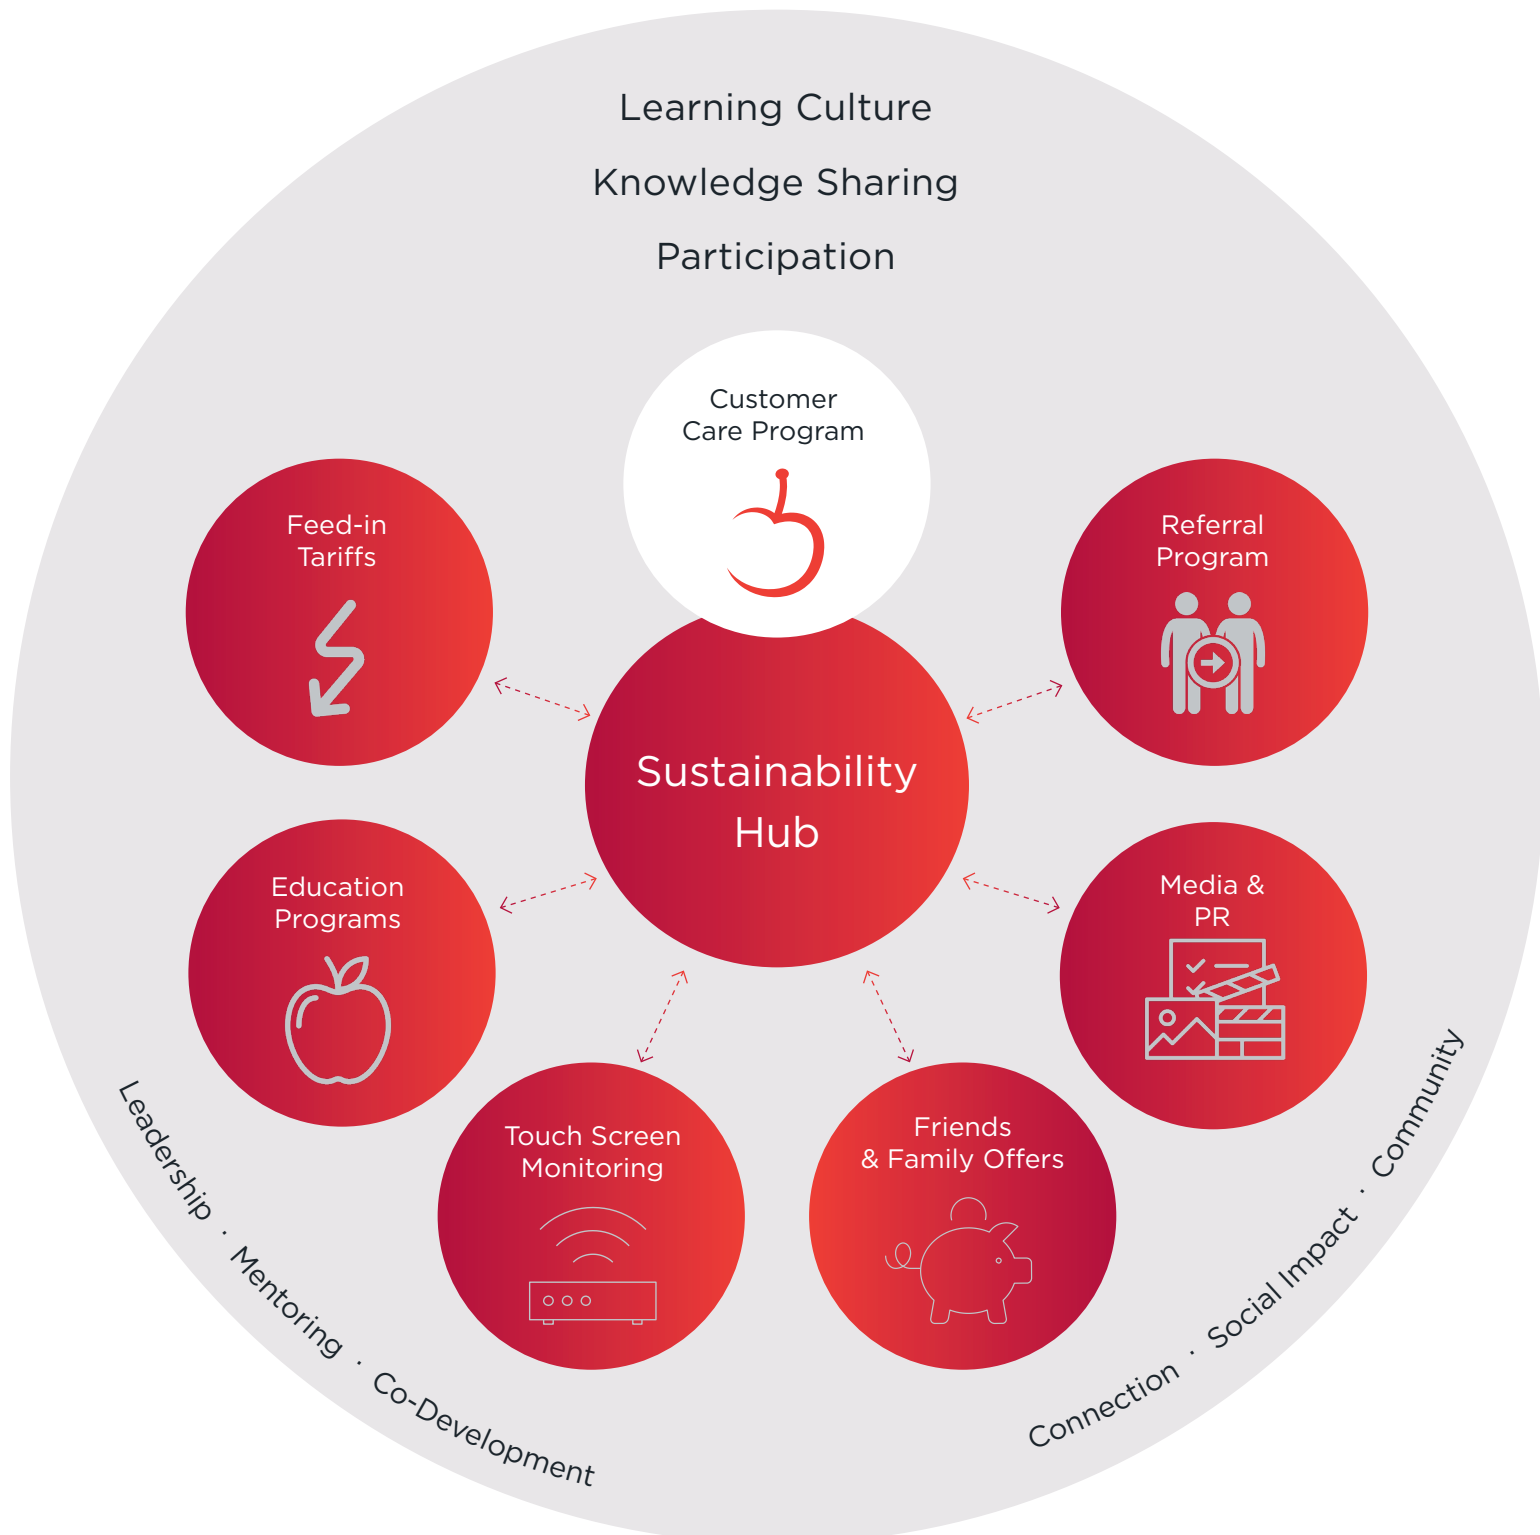 Learning Culture
Knowledge Sharing
Participation
Customer
Care Program
Feed-in
Tariffs
Referral
Program
Sustainability
Hub
Education
Programs
Media &
PR
Touch Screen
Monitoring
Friends
& Family Offers
Leadership · Mentoring · Co-Development
Connection · Social Impact · Community